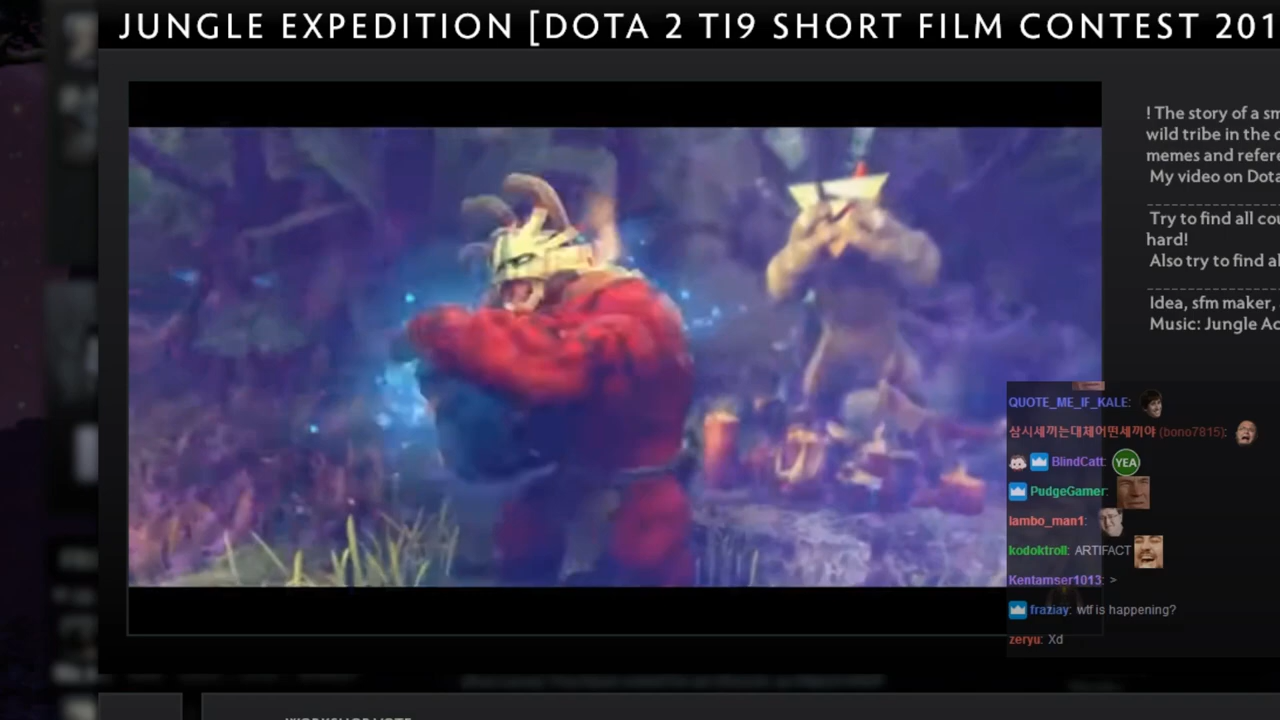 JUNGLE EXPEDITION [DOTA 2 TI9 SHORT FILM CONTEST 201
! The story of a sm
wild tribe in the
memes and refere
My video on Dota
Try to find all cou
hard!
Also try to find al
Idea, sfm maker,
Music: Jungle Ac
QUOTE_ME_IF_KALE:
삼시세끼는대체어떤세끼야 (bono7815):
BlindCatt: YEA
PudgeGamer:
lambo_man1:
kodoktroll: ARTIFACT
Kentamser1013: >
fraziay: wtf is happening?
zeryu: Xd